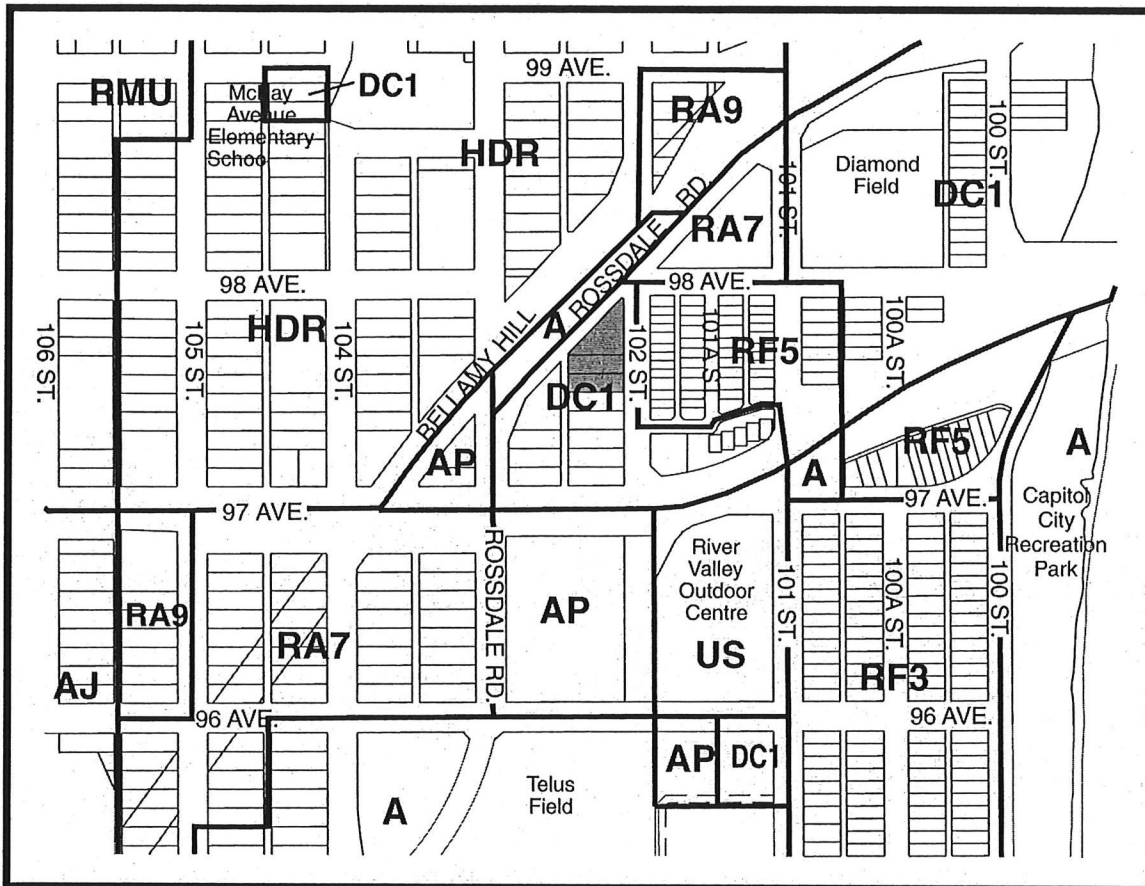 99 AVE.
RMU
McKay
Avenue
Elementary
School
DC1
RA9
HDR
100 ST.
Diamond
Field
DC1
101 ST.
BELLAMY HILL
ROSSDALE RD.
RA7
98 AVE.
98 AVE.
106 ST.
105 ST.
HDR
104 ST.
A
102 ST.
101A S
RF5
100A ST.
DC1
AP
RF5
A
A
97 AVE.
97 AVE.
Capitol
City
Recreation
Park
ROSSDALE RD.
River
Valley
Outdoor
Centre
AP
US
101 ST.
100A ST.
100 ST.
RA9
RA7
RF3
AJ
96 AVE.
96 AVE.
AP
DC1
Telus
Field
A